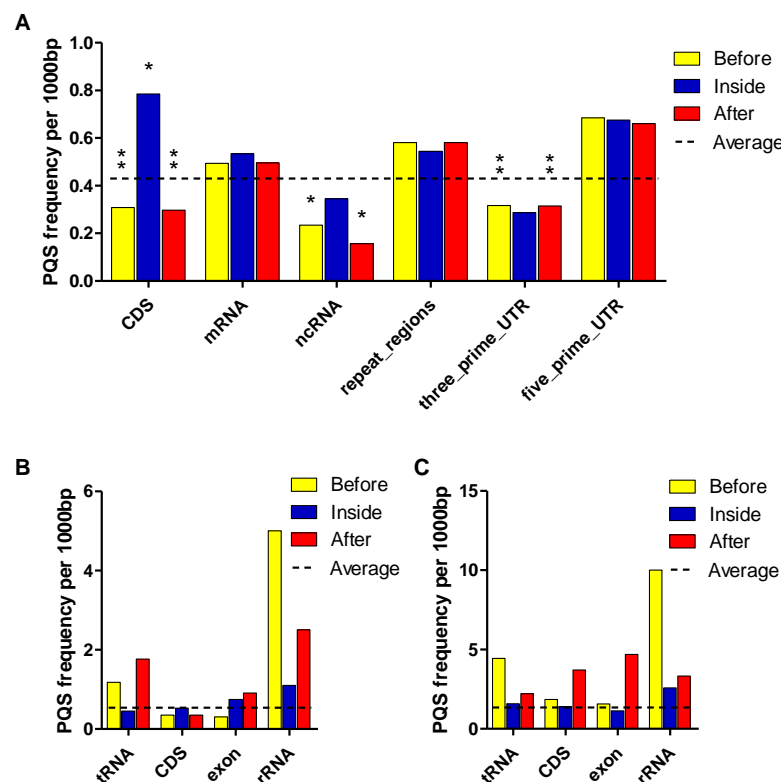 A
PQS frequency per 1000bp
1.0
0.8
0.6
0.4
0.2
0.0
*
* *
* *
*
*
* *
* *
Before
Inside
After
Average
CDS
mRNA
ncRNA
repeat_regions
three_prime_UTR
five_prime_UTR
B
PQS frequency per 1000bp
6
4
2
0
Before
Inside
After
Average
tRNA
CDS
exon
rRNA
C
PQS frequency per 1000bp
15
10
5
0
Before
Inside
After
Average
tRNA
CDS
exon
rRNA